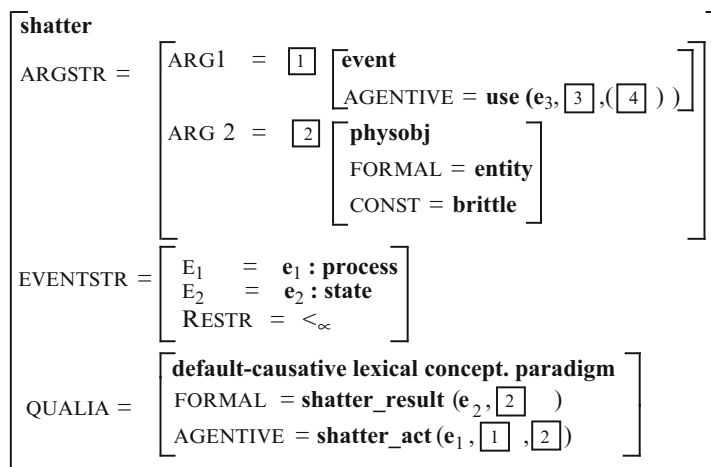 shatter
ARGSTR = ARG1 = 1 event
AGENTIVE = use (e3, 3 ,( 4 ) )
ARG 2 = 2 physobj
FORMAL = entity
CONST = brittle
EVENTSTR = E1 = e1 : process
E2 = e2 : state
RESTR = <∝
QUALIA = default-causative lexical concept. paradigm
FORMAL = shatter_result (e2, 2 )
AGENTIVE = shatter_act (e1, 1 , 2 )